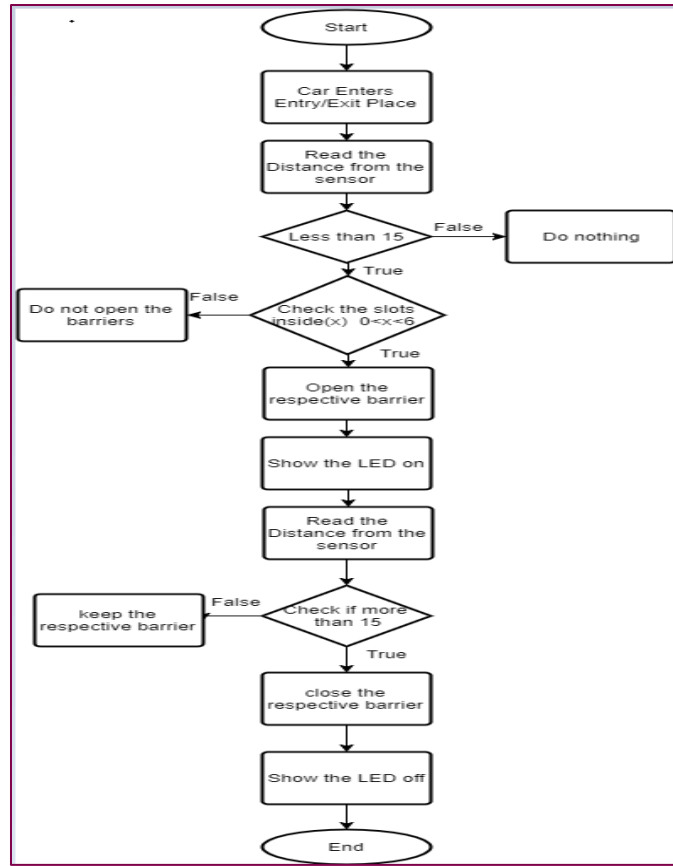 Start
Car Enters
Entry/Exit Place
Read the
Distance from the
sensor
Less than 15
False
Do nothing
True
Do not open the
barriers
False
Check the slots
inside(x) 0<x<6
True
Open the
respective barrier
Show the LED on
Read the
Distance from the
sensor
keep the
respective barrier
False
Check if more
than 15
True
close the
respective barrier
Show the LED off
End